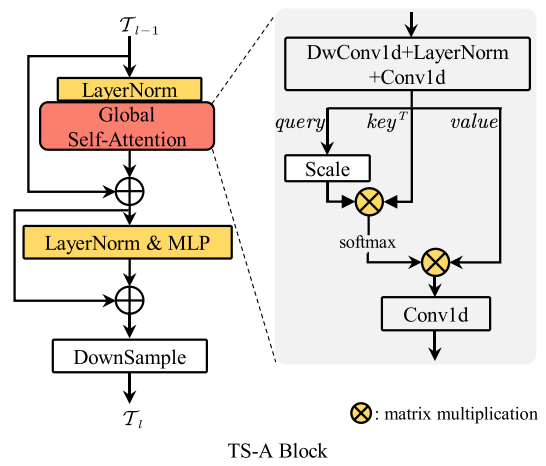 𝒯ₗ₋₁
LayerNorm
Global
Self-Attention
LayerNorm & MLP
DownSample
𝒯ₗ
DwConv1d+LayerNorm
+Conv1d
query
keyᵀ
value
Scale
softmax
Conv1d
: matrix multiplication
TS-A Block